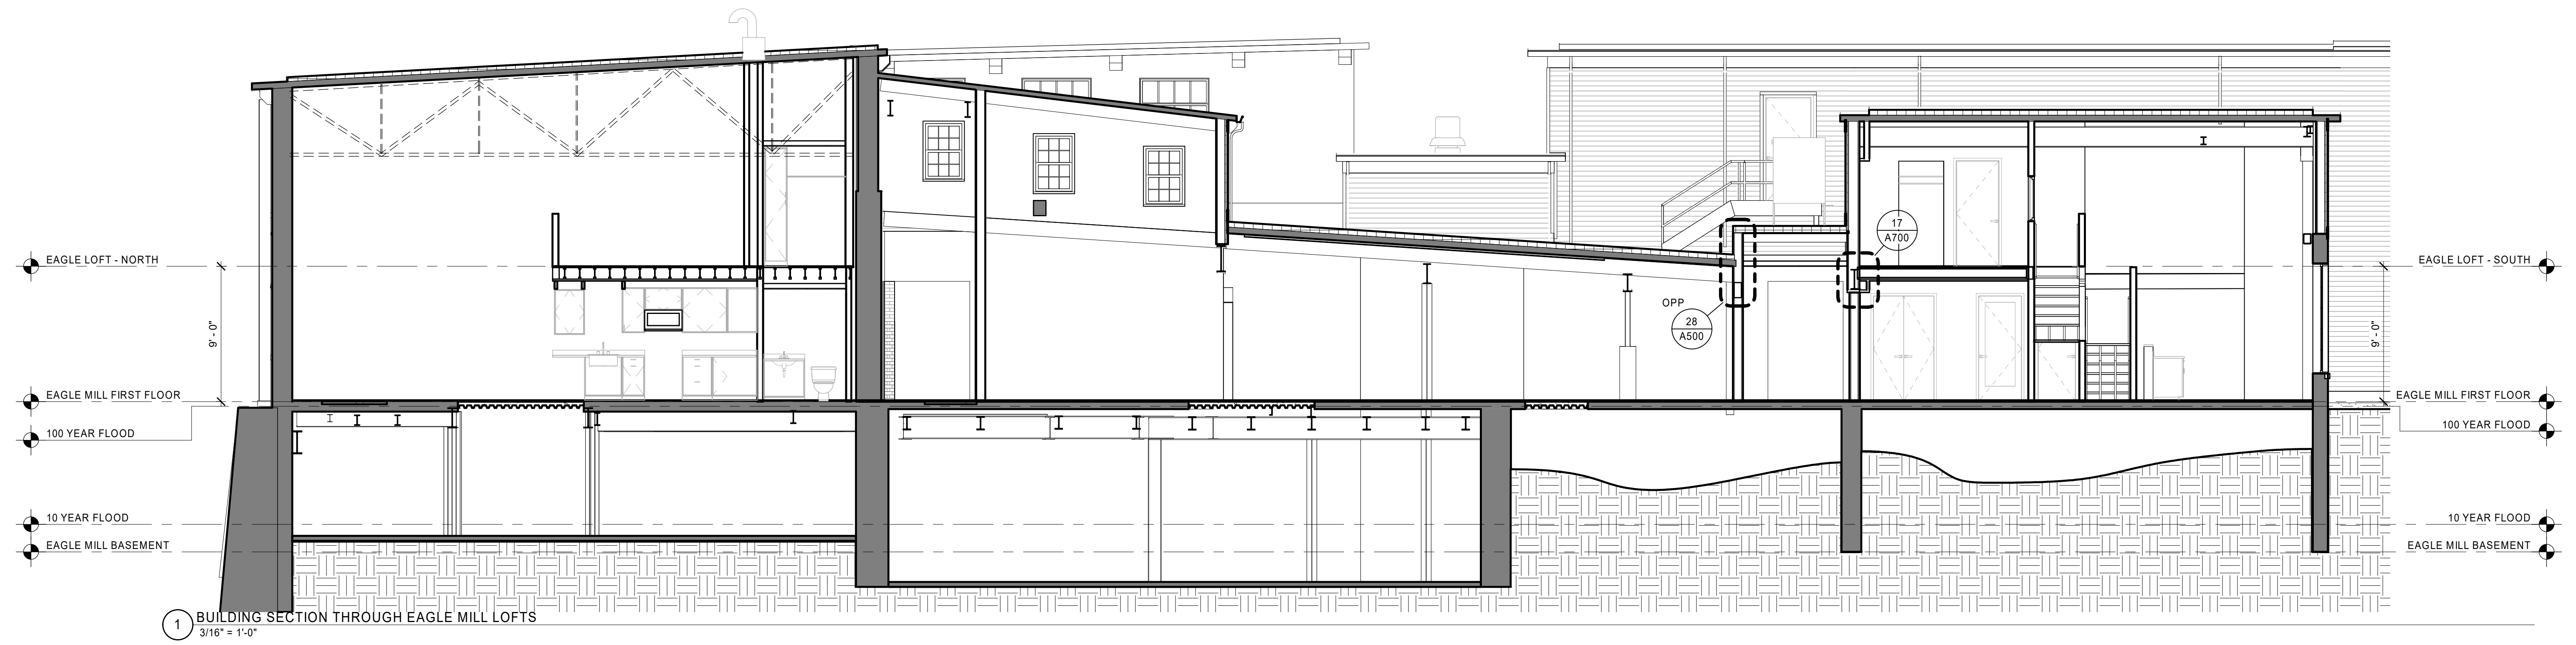 EAGLE LOFT - NORTH
9' - 0"
EAGLE MILL FIRST FLOOR
100 YEAR FLOOD
10 YEAR FLOOD
EAGLE MILL BASEMENT
17
A700
OPP
28
A500
EAGLE LOFT - SOUTH
9' - 0"
EAGLE MILL FIRST FLOOR
100 YEAR FLOOD
10 YEAR FLOOD
EAGLE MILL BASEMENT
1
BUILDING SECTION THROUGH EAGLE MILL LOFTS
3/16" = 1'-0"